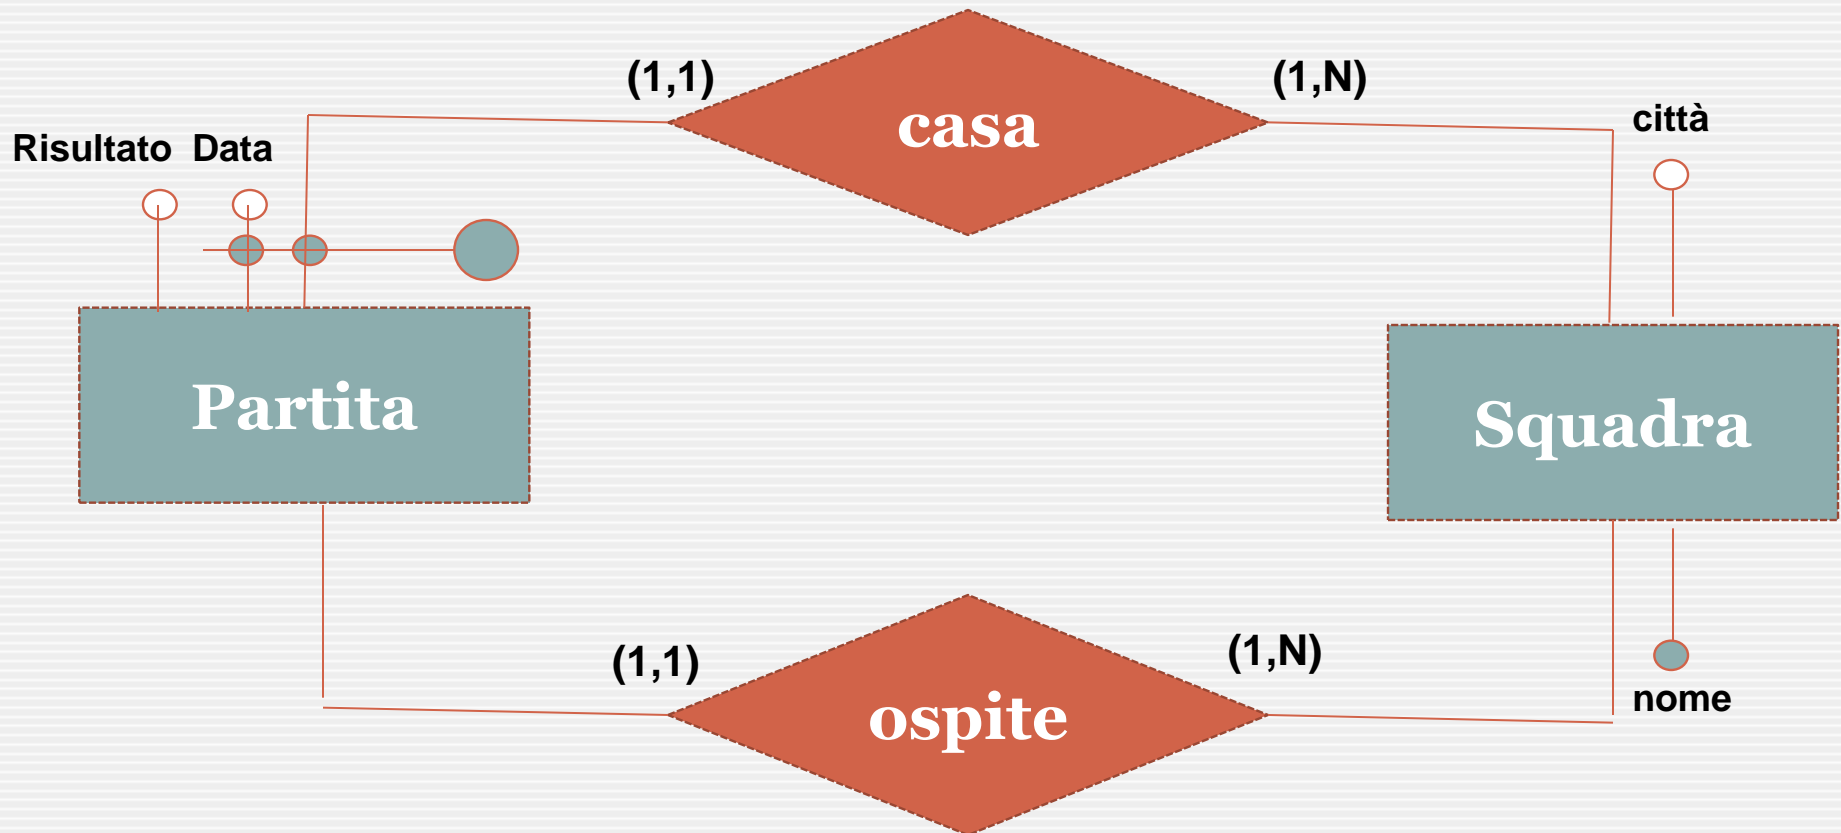 (1,1)
(1,N)
casa
città
Risultato Data
Partita
Squadra
(1,1)
(1,N)
ospite
nome